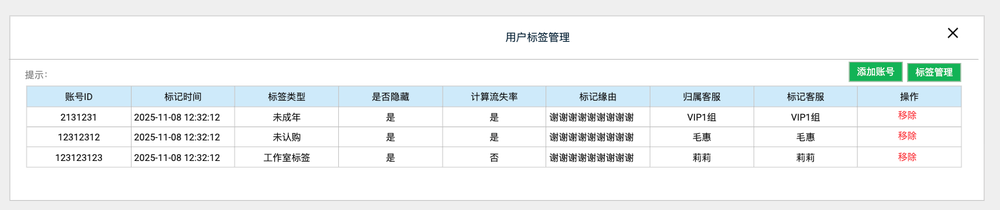 用户标签管理
提示：
添加账号 标签管理
账号ID 标记时间 标签类型 是否隐藏 计算流失率 标记缘由 归属客服 标记客服 操作
2131231 2025-11-08 12:32:12 未成年 是 是 谢谢谢谢谢谢谢谢谢 VIP1组 VIP1组 移除
12312312 2025-11-08 12:32:12 未认购 是 是 谢谢谢谢谢谢谢谢谢 毛惠 毛惠 移除
123123123 2025-11-08 12:32:12 工作室标签 是 否 谢谢谢谢谢谢谢谢谢 莉莉 莉莉 移除